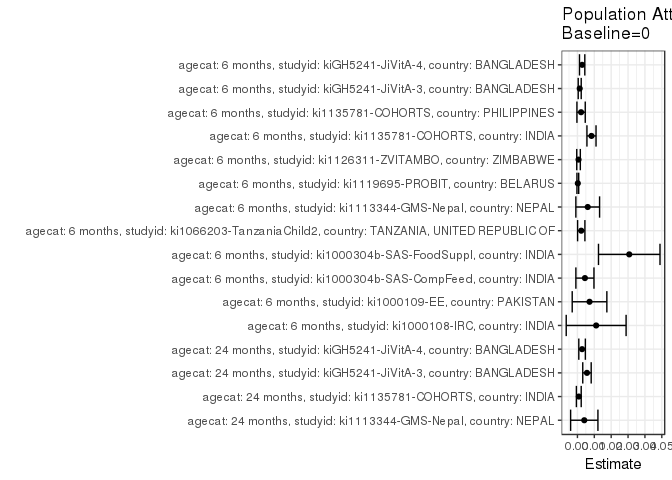 Population Att
Baseline=0
agecat: 6 months, studyid: kiGH5241-JiVitA-4, country: BANGLADESH
agecat: 6 months, studyid: kiGH5241-JiVitA-3, country: BANGLADESH
agecat: 6 months, studyid: ki1135781-COHORTS, country: PHILIPPINES
agecat: 6 months, studyid: ki1135781-COHORTS, country: INDIA
agecat: 6 months, studyid: ki1126311-ZVITAMBO, country: ZIMBABWE
agecat: 6 months, studyid: ki1119695-PROBIT, country: BELARUS
agecat: 6 months, studyid: ki1113344-GMS-Nepal, country: NEPAL
agecat: 6 months, studyid: ki1066203-TanzaniaChild2, country: TANZANIA, UNITED REPUBLIC OF
agecat: 6 months, studyid: ki1000304b-SAS-FoodSuppl, country: INDIA
agecat: 6 months, studyid: ki1000304b-SAS-CompFeed, country: INDIA
agecat: 6 months, studyid: ki1000109-EE, country: PAKISTAN
agecat: 6 months, studyid: ki1000108-IRC, country: INDIA
agecat: 24 months, studyid: kiGH5241-JiVitA-4, country: BANGLADESH
agecat: 24 months, studyid: kiGH5241-JiVitA-3, country: BANGLADESH
agecat: 24 months, studyid: ki1135781-COHORTS, country: INDIA
agecat: 24 months, studyid: ki1113344-GMS-Nepal, country: NEPAL
0.00 0.01 0.02 0.03 0.04 0.05
Estimate